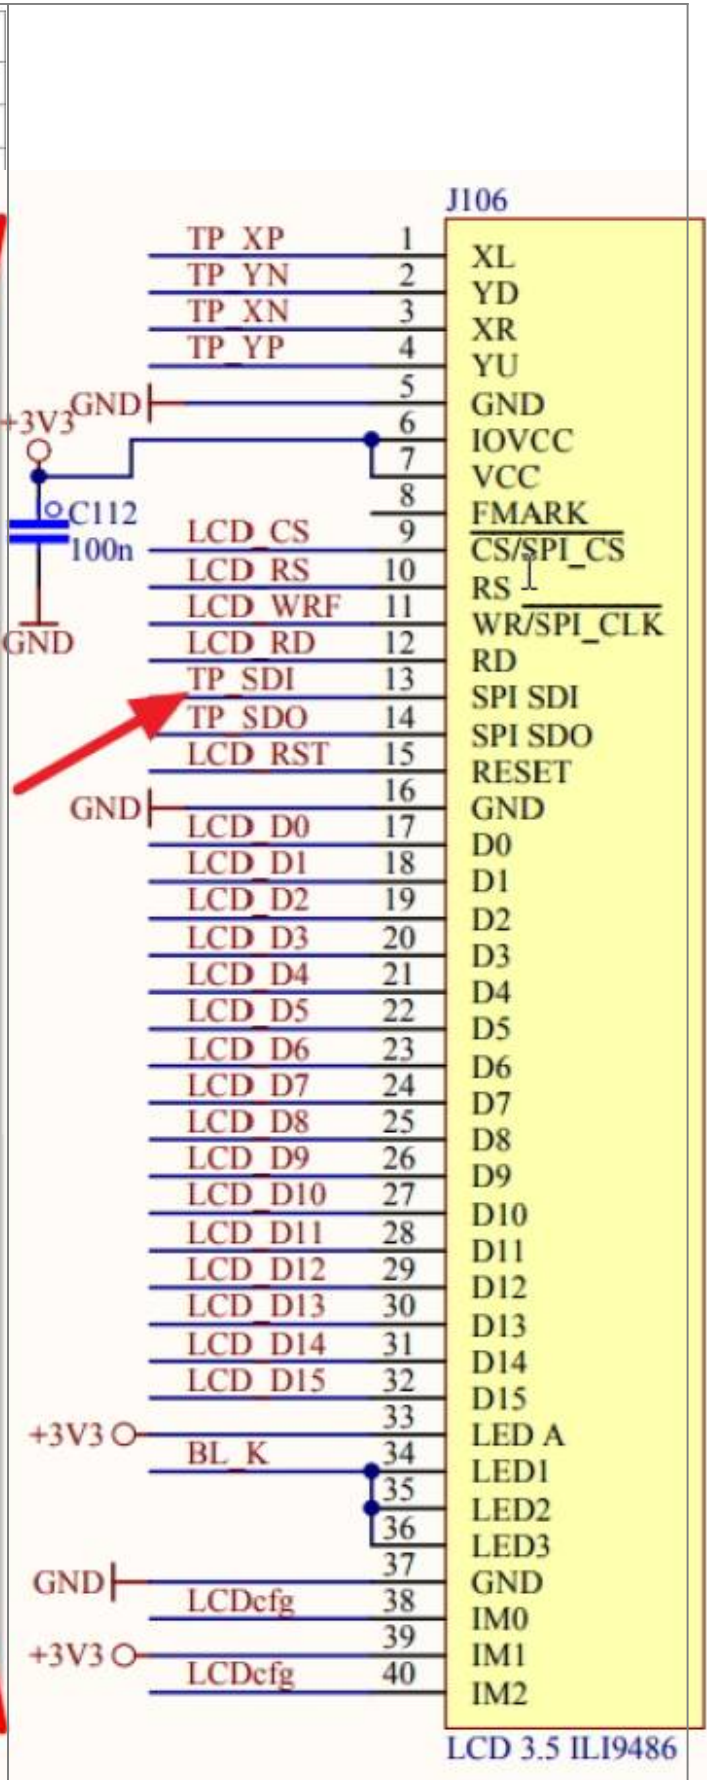 J106
TP_XP 1 XL
TP_YN 2 YD
TP_XN 3 XR
TP_YP 4 YU
GND 5 GND
+3V3 6 IOVCC
7 VCC
8 FMARK
C112
100n
GND
LCD_CS 9 CS/SPI_CS
LCD_RS 10 RS
LCD_WRF 11 WR/SPI_CLK
LCD_RD 12 RD
TP_SDI 13 SPI SDI
TP_SDO 14 SPI SDO
LCD_RST 15 RESET
GND 16 GND
LCD_D0 17 D0
LCD_D1 18 D1
LCD_D2 19 D2
LCD_D3 20 D3
LCD_D4 21 D4
LCD_D5 22 D5
LCD_D6 23 D6
LCD_D7 24 D7
LCD_D8 25 D8
LCD_D9 26 D9
LCD_D10 27 D10
LCD_D11 28 D11
LCD_D12 29 D12
LCD_D13 30 D13
LCD_D14 31 D14
LCD_D15 32 D15
+3V3 33 LED A
BL_K 34 LED1
35 LED2
36 LED3
GND 37 GND
LCDcfg 38 IM0
+3V3 39 IM1
LCDcfg 40 IM2
LCD 3.5 ILI9486